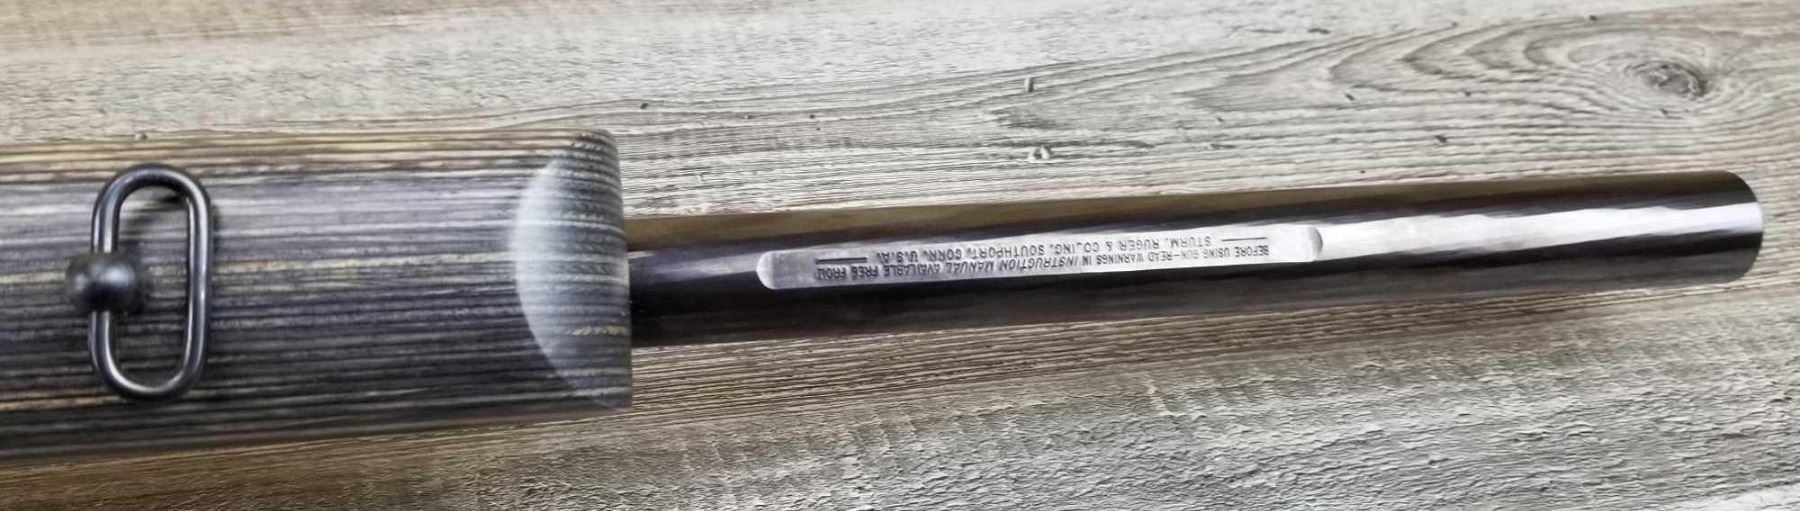 BEFORE USING GUN—READ WARNINGS IN INSTRUCTION MANUAL AVAILABLE FREE FROM
STURM, RUGER & CO., INC. SOUTHPORT, CONN. U.S.A.